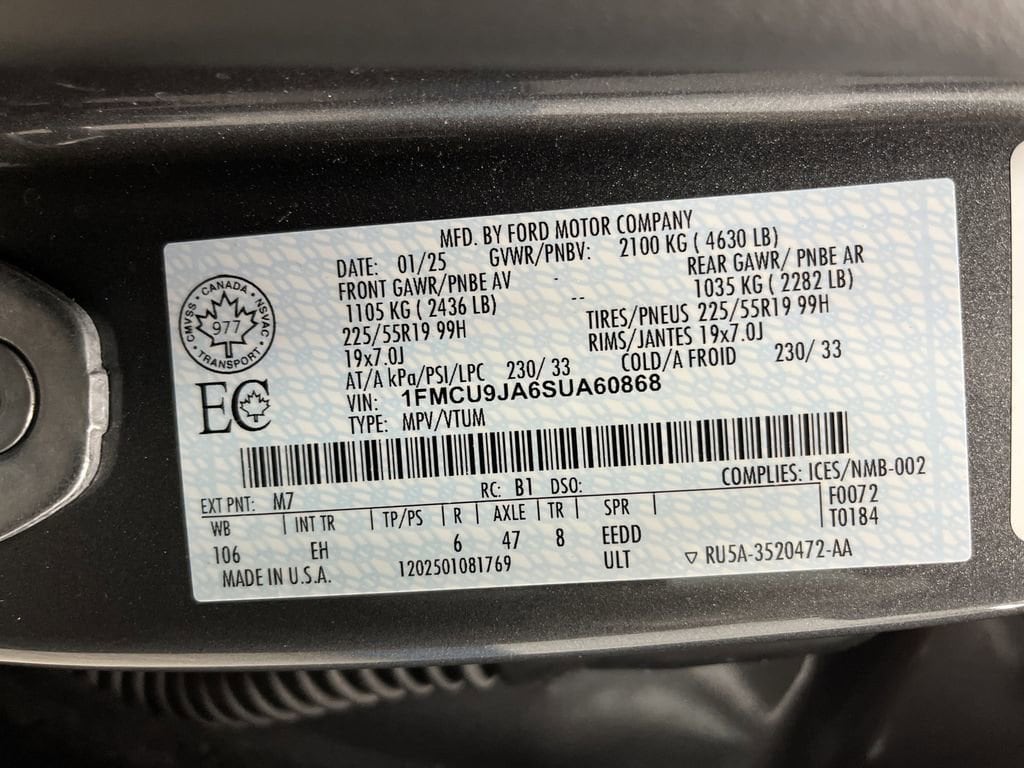 MFD. BY FORD MOTOR COMPANY
DATE: 01/25 GVWR/PNBV: 2100 KG ( 4630 LB)
FRONT GAWR/PNBE AV - REAR GAWR/ PNBE AR
1105 KG ( 2436 LB) -- 1035 KG ( 2282 LB)
225/55R19 99H TIRES/PNEUS 225/55R19 99H
19x7.0J RIMS/JANTES 19x7.0J
AT/A kPa/PSI/LPC 230/ 33 COLD/A FROID 230/ 33
VIN: 1FMCU9JA6SUA60868
TYPE: MPV/VTUM
CANADA
CMVSS · NSVAC
977
TRANSPORT
EC
COMPLIES: ICES/NMB-002
EXT PNT: M7 RC: B1 DSO:
WB | INT TR | TP/PS | R | AXLE | TR | SPR | F0072
106 EH 6 47 8 EEDD T0184
MADE IN U.S.A. 1202501081769 ULT ▽ RU5A-3520472-AA